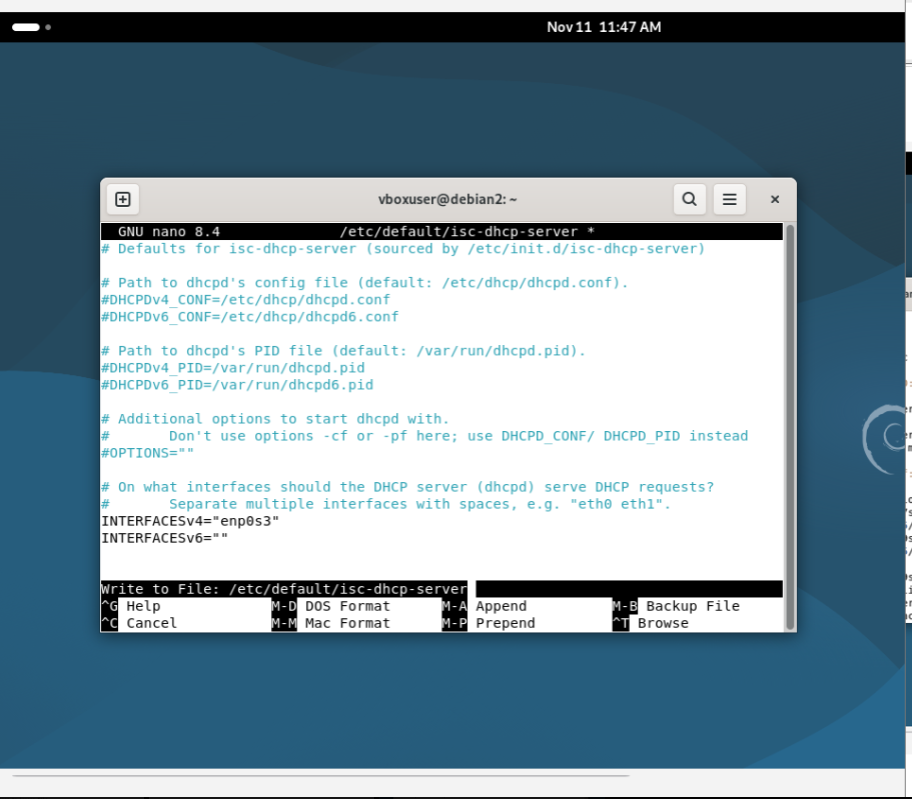 Nov 11 11:47 AM
vboxuser@debian2: ~
GNU nano 8.4 /etc/default/isc-dhcp-server *
# Defaults for isc-dhcp-server (sourced by /etc/init.d/isc-dhcp-server)
# Path to dhcpd's config file (default: /etc/dhcp/dhcpd.conf).
#DHCPDv4_CONF=/etc/dhcp/dhcpd.conf
#DHCPDv6_CONF=/etc/dhcp/dhcpd6.conf
# Path to dhcpd's PID file (default: /var/run/dhcpd.pid).
#DHCPDv4_PID=/var/run/dhcpd.pid
#DHCPDv6_PID=/var/run/dhcpd6.pid
# Additional options to start dhcpd with.
#       Don't use options -cf or -pf here; use DHCPD_CONF/ DHCPD_PID instead
#OPTIONS=""
# On what interfaces should the DHCP server (dhcpd) serve DHCP requests?
#       Separate multiple interfaces with spaces, e.g. "eth0 eth1".
INTERFACESv4="enp0s3"
INTERFACESv6=""
Write to File: /etc/default/isc-dhcp-server
^G Help M-D DOS Format M-A Append M-B Backup File
^C Cancel M-M Mac Format M-P Prepend ^T Browse